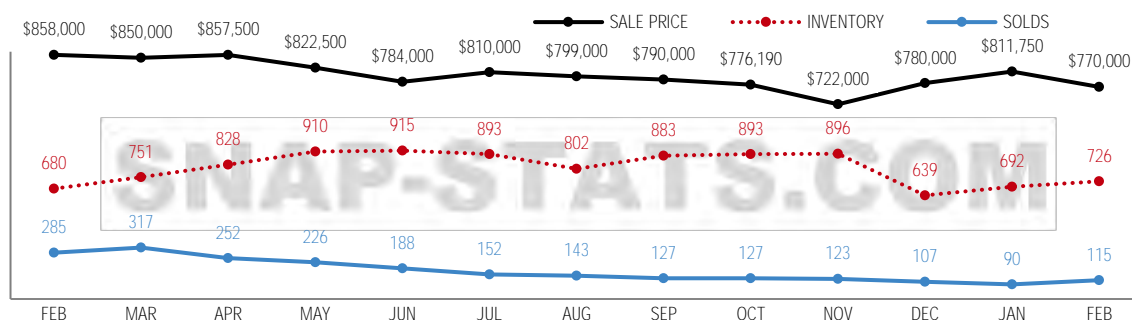 SALE PRICE INVENTORY SOLDS
$858,000 $850,000 $857,500 $822,500 $784,000 $810,000 $799,000 $790,000 $776,190 $722,000 $780,000 $811,750 $770,000
680 751 828 910 915 893 802 883 893 896 639 692 726
SNAP-STATS.COM
285 317 252 226 188 152 143 127 127 123 107 90 115
FEB MAR APR MAY JUN JUL AUG SEP OCT NOV DEC JAN FEB